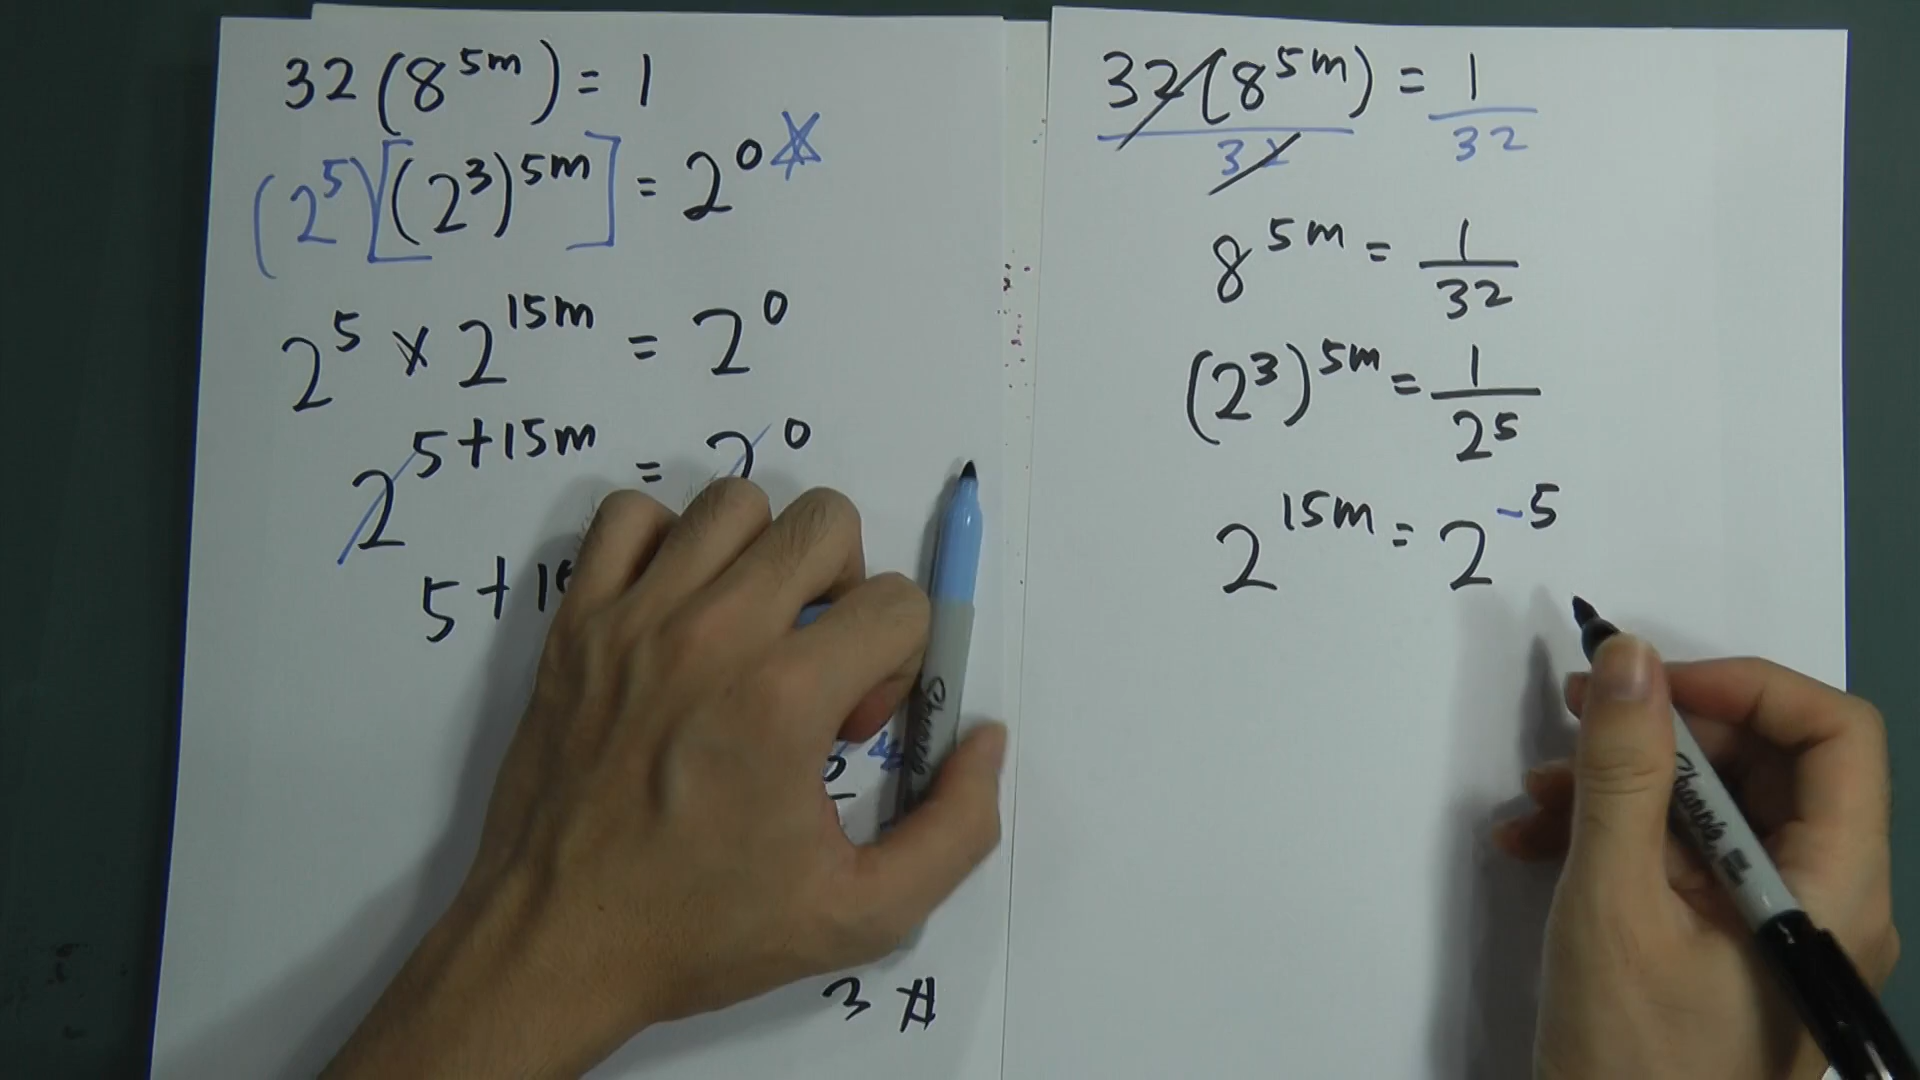 32(8^5m) = 1
(2^5)[(2^3)^5m] = 2^0
2^5 × 2^15m = 2^0
2^5+15m = 2^0
5+1
3
32(8^5m) = 1
32 32
8^5m = 1/32
(2^3)^5m = 1/2^5
2^15m = 2^-5
Sharpie
Sharpie